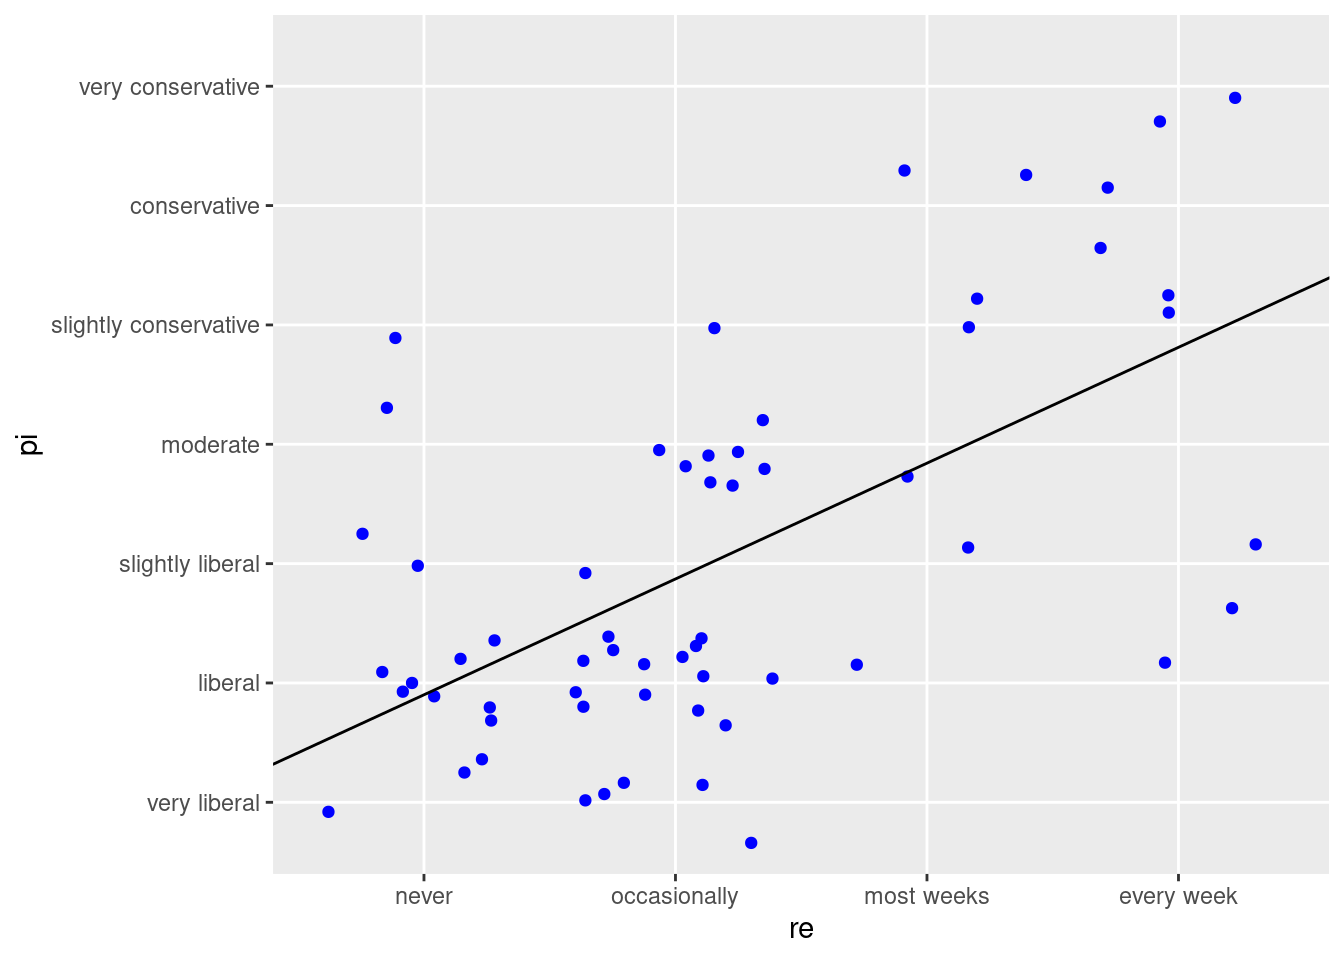 very conservative
conservative
slightly conservative
moderate
slightly liberal
liberal
very liberal
pi
never
occasionally
most weeks
every week
re